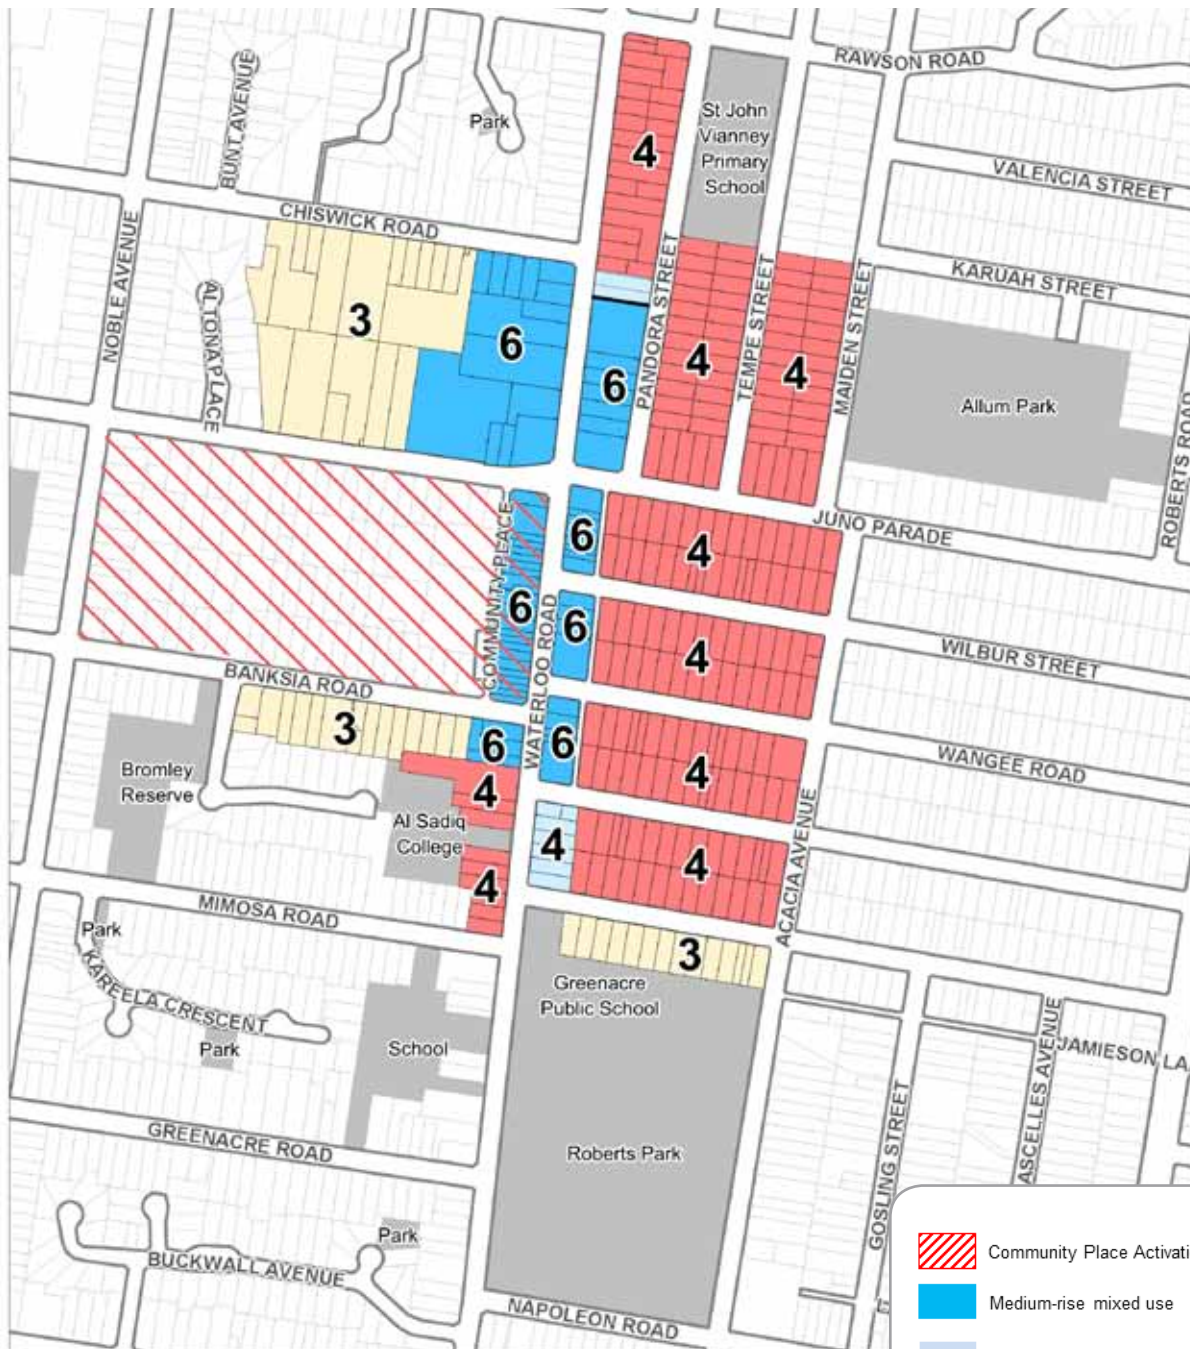 RAWSON ROAD
BUNT AVENUE
Park
St John
Vianney
Primary
School
4
VALENCIA STREET
CHISWICK ROAD
NOBLE AVENUE
ALTONA PLACE
3
6
6
PANDORA STREET
4
TEMPE STREET
4
MAIDEN STREET
KARUAH STREET
Allum Park
ROBERTS ROAD
JUNO PARADE
COMMUNITY PLACE
6
WATERLOO ROAD
6
4
6
4
WILBUR STREET
BANKSIA ROAD
3
6
6
4
WANGEE ROAD
Bromley
Reserve
4
Al Sadiq
College
4
4
4
ACACIA AVENUE
MIMOSA ROAD
Park
KAREELA CRESCENT
Park
School
3
Greenacre
Public School
JAMIESON LA
ASCELLES AVENUE
GOSLING STREET
GREENACRE ROAD
Roberts Park
Park
BUCKWALL AVENUE
NAPOLEON ROAD
Community Place Activati
Medium-rise mixed use